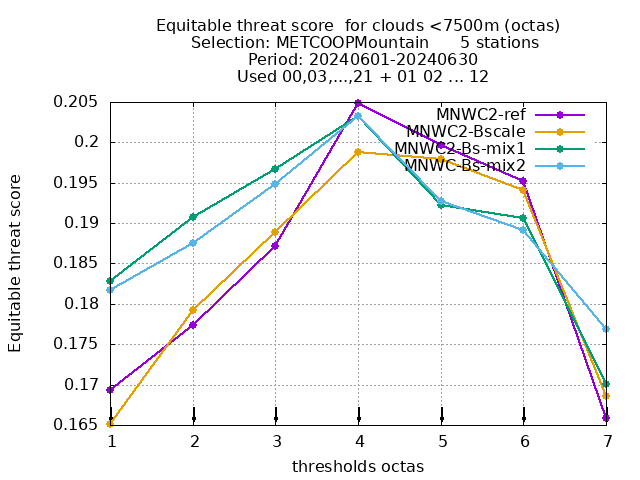 Equitable threat score  for clouds <7500m (octas)
Selection: METCOOPMountain      5 stations
Period: 20240601-20240630
Used 00,03,...,21 + 01 02 ... 12
MNWC2-ref
MNWC2-Bscale
MNWC2-Bs-mix1
MNWC-Bs-mix2
Equitable threat score
0.205
0.2
0.195
0.19
0.185
0.18
0.175
0.17
0.165
1 2 3 4 5 6 7
thresholds octas